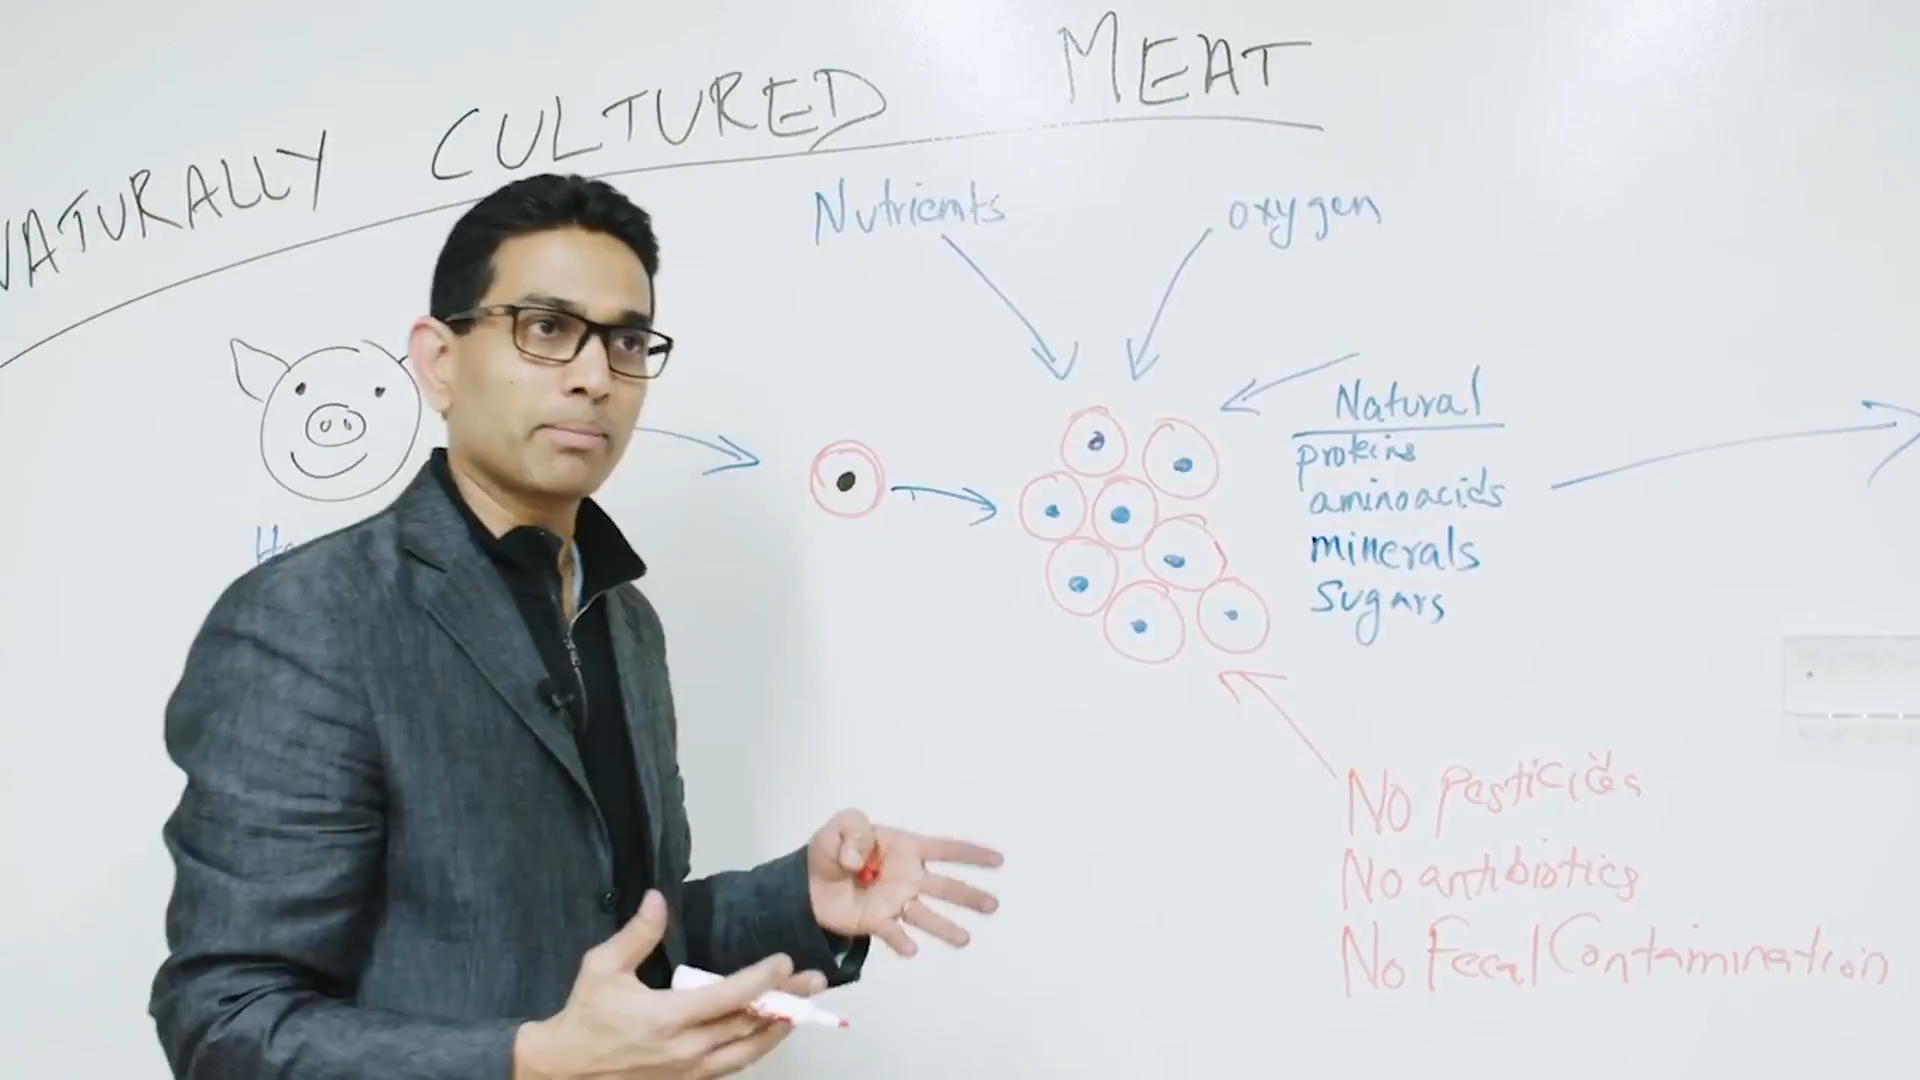 NATURALLY CULTURED MEAT
Nutrients
oxygen
Natural
proteins
aminoacids
minerals
Sugars
No Pesticides
No antibiotics
No Fecal Contamination